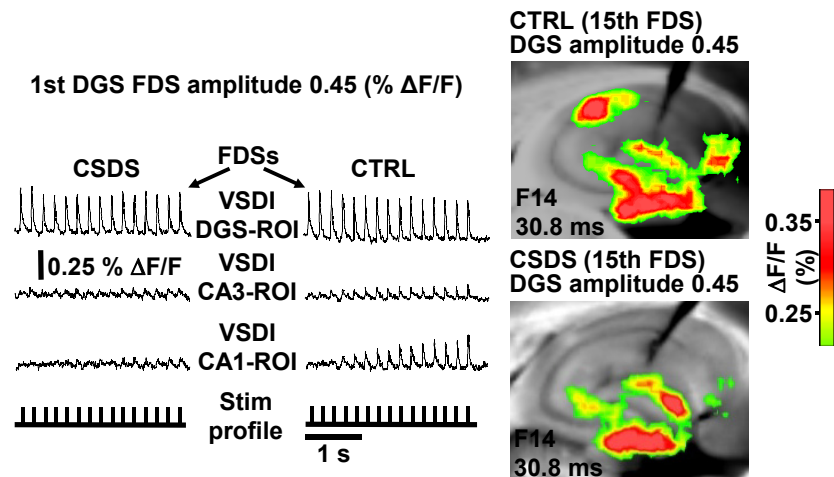 1st DGS FDS amplitude 0.45 (% ΔF/F)
CSDS
FDSs
CTRL
VSDI
DGS-ROI
0.25 % ΔF/F
VSDI
CA3-ROI
VSDI
CA1-ROI
Stim
profile
1 s
CTRL (15th FDS)
DGS amplitude 0.45
F14
30.8 ms
CSDS (15th FDS)
DGS amplitude 0.45
F14
30.8 ms
0.35
0.25
ΔF/F
(%)